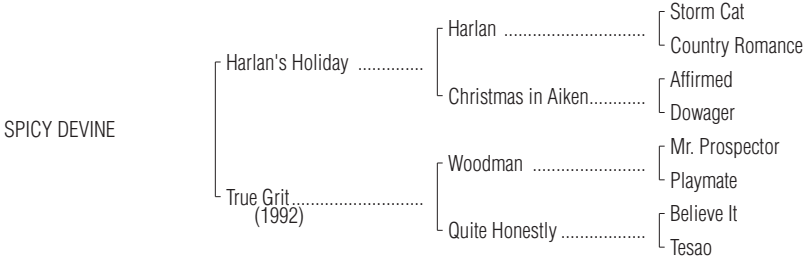 Storm Cat
Harlan ..............................
Country Romance
Harlan's Holiday ..............
Affirmed
Christmas in Aiken............
Dowager
SPICY DEVINE
Mr. Prospector
Woodman ........................
Playmate
True Grit............................
(1992)
Believe It
Quite Honestly ..................
Tesao